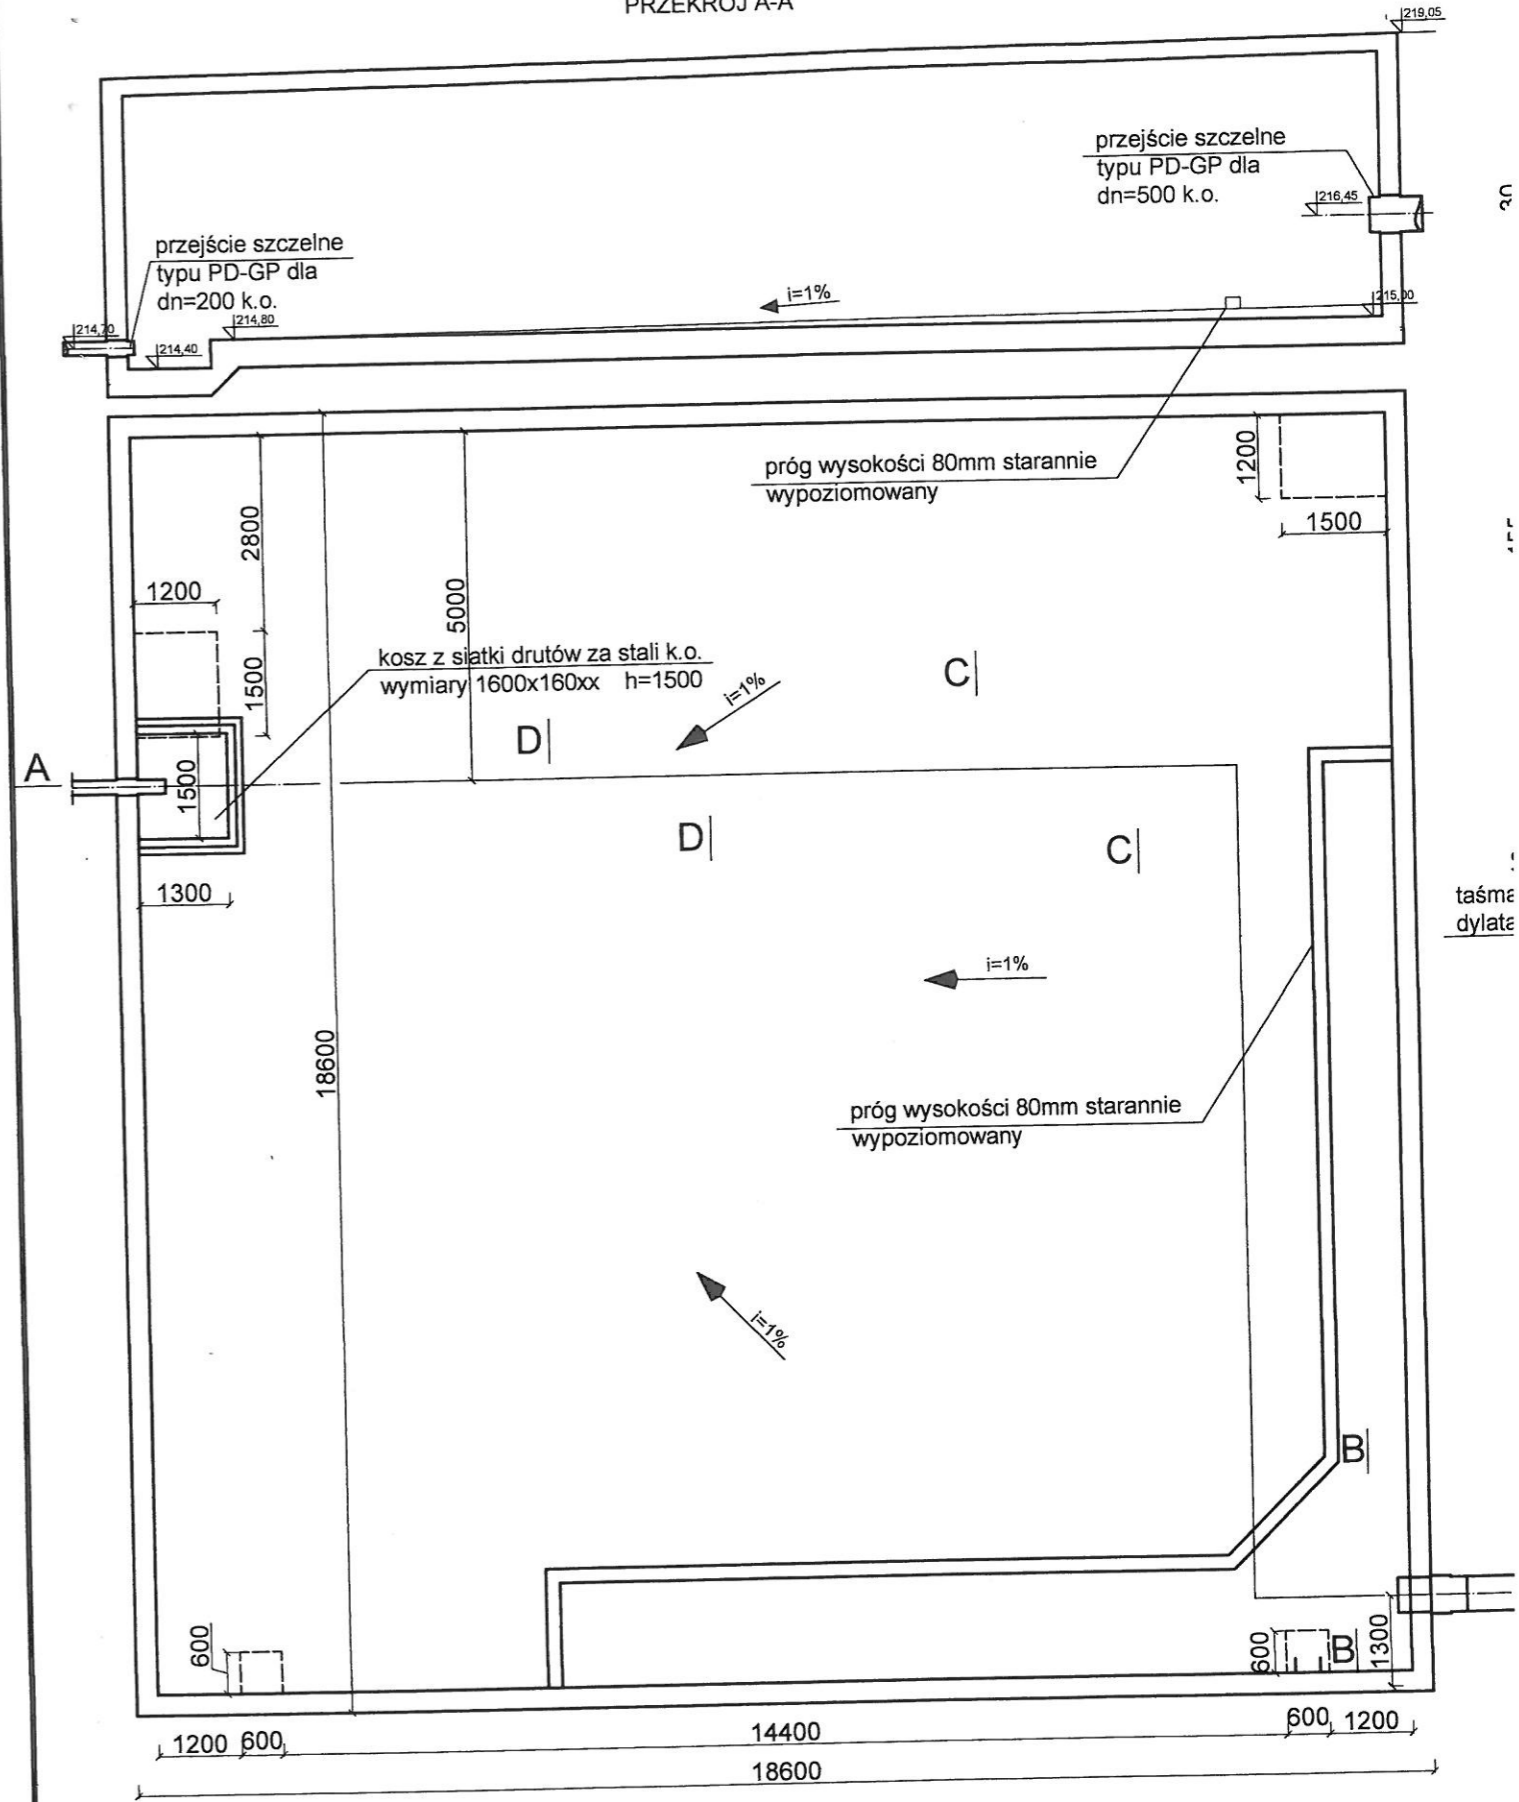 PRZEKRÓJ A-A
219,05
przejście szczelne
typu PD-GP dla
dn=500 k.o.
216,45
przejście szczelne
typu PD-GP dla
dn=200 k.o.
i=1%
215,00
214,70
214,80
214,40
próg wysokości 80mm starannie
wypoziomowany
1200
1500
2800
5000
1200
1500
kosz z siatki drutów za stali k.o.
wymiary 1600x160xx h=1500
i=1%
C
D
A
1500
D
C
1300
taśma
dylata
i=1%
18600
próg wysokości 80mm starannie
wypoziomowany
i=1%
B
600
600
B
1300
1200
600
14400
600
1200
18600